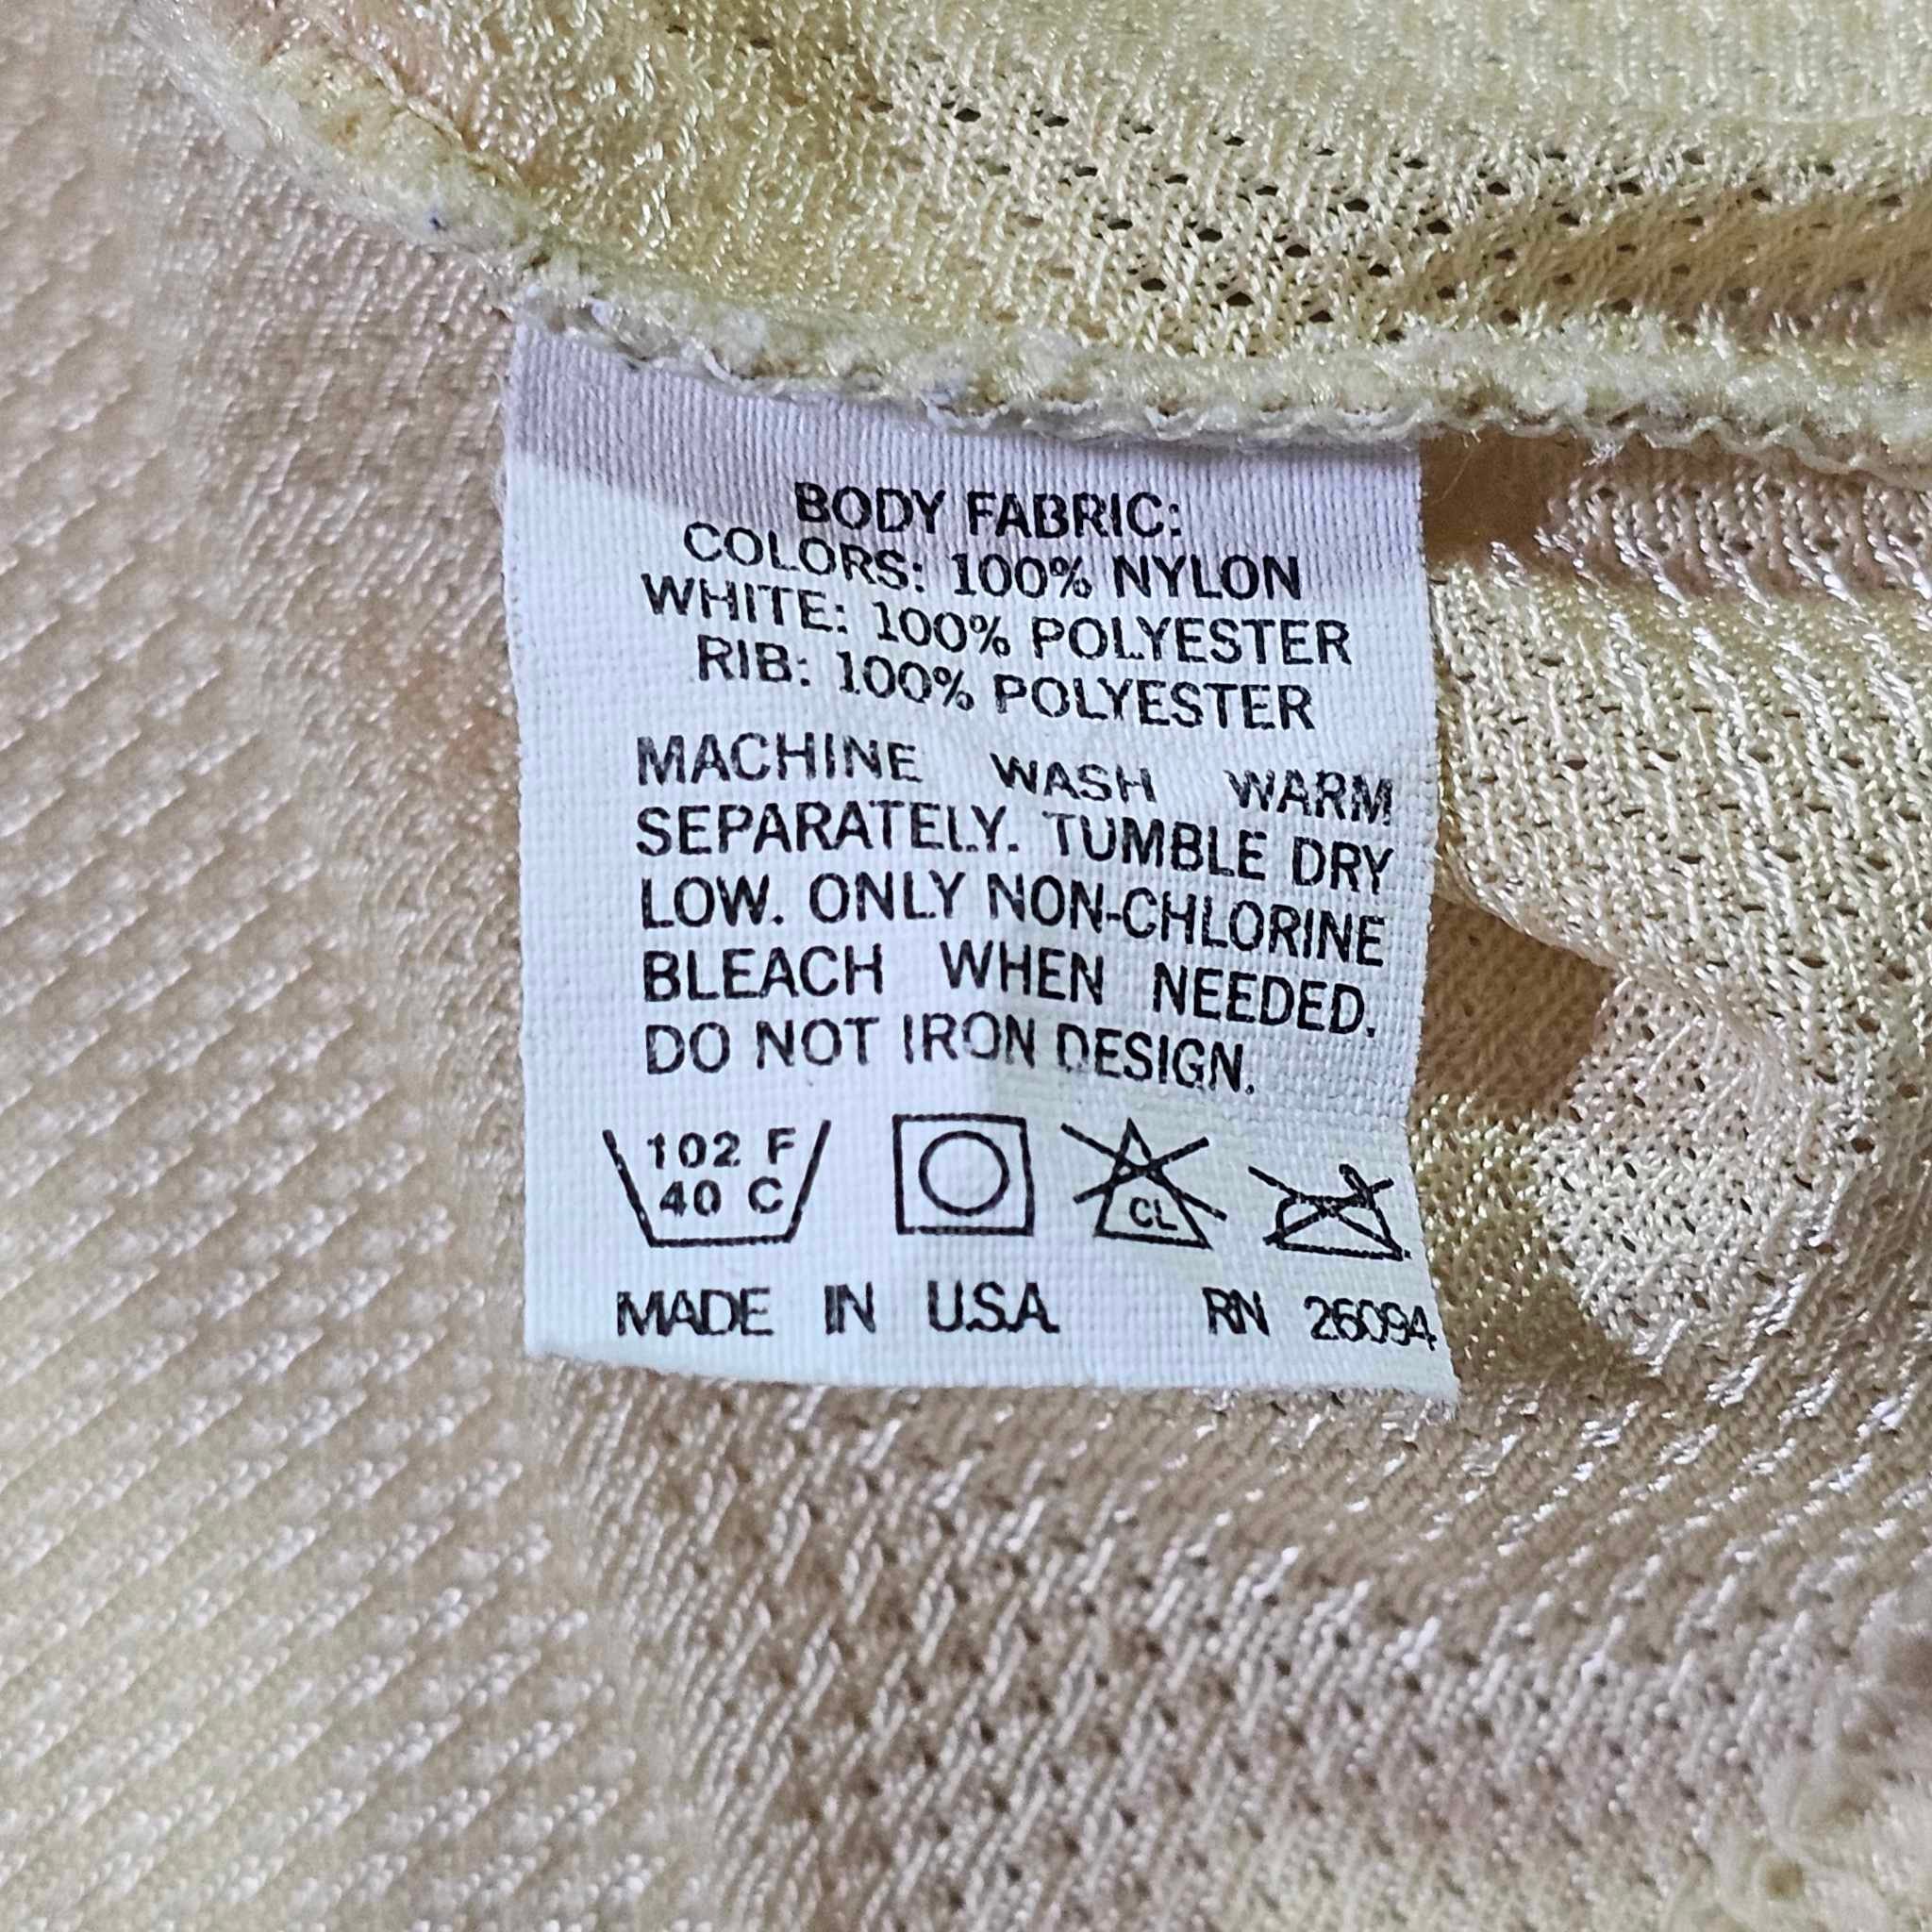 BODY FABRIC:
COLORS: 100% NYLON
WHITE: 100% POLYESTER
RIB: 100% POLYESTER
MACHINE WASH WARM
SEPARATELY. TUMBLE DRY
LOW. ONLY NON-CHLORINE
BLEACH WHEN NEEDED.
DO NOT IRON DESIGN.
102 F
40 C
CL
MADE IN U.S.A. RN 26094